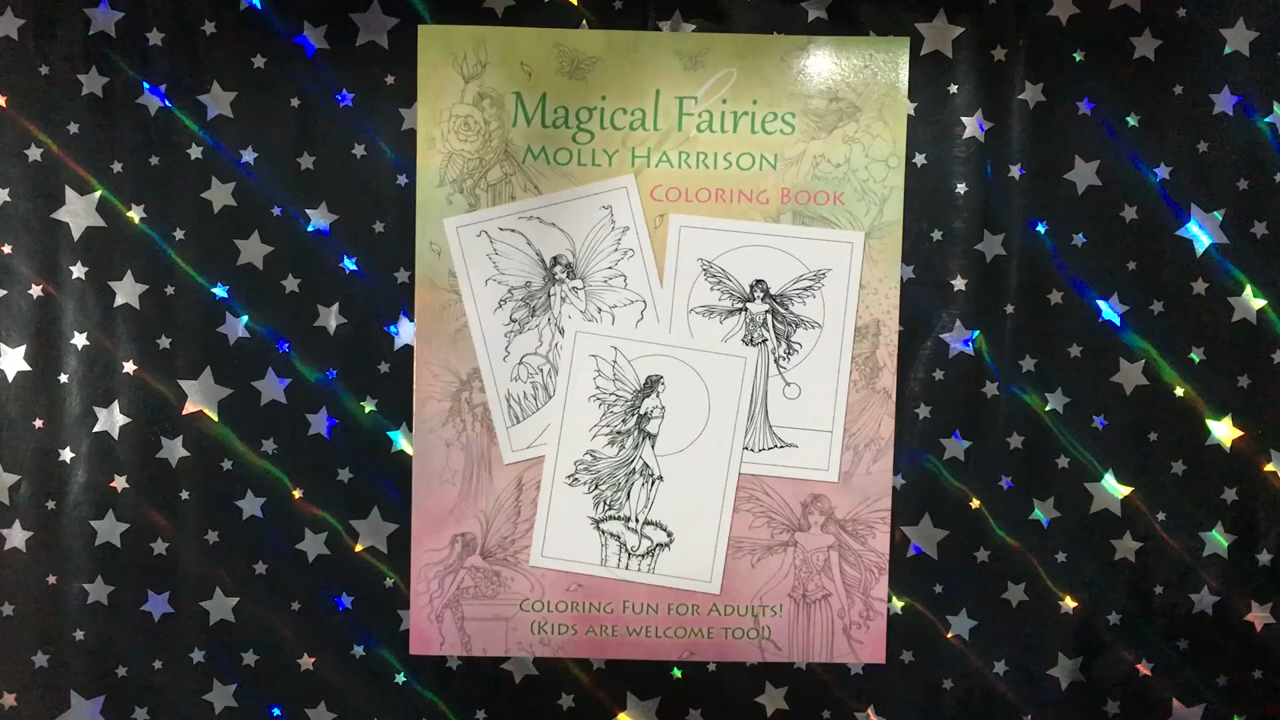 Magical Fairies
Molly Harrison
Coloring Book
Coloring Fun for Adults!
(Kids are welcome too!)